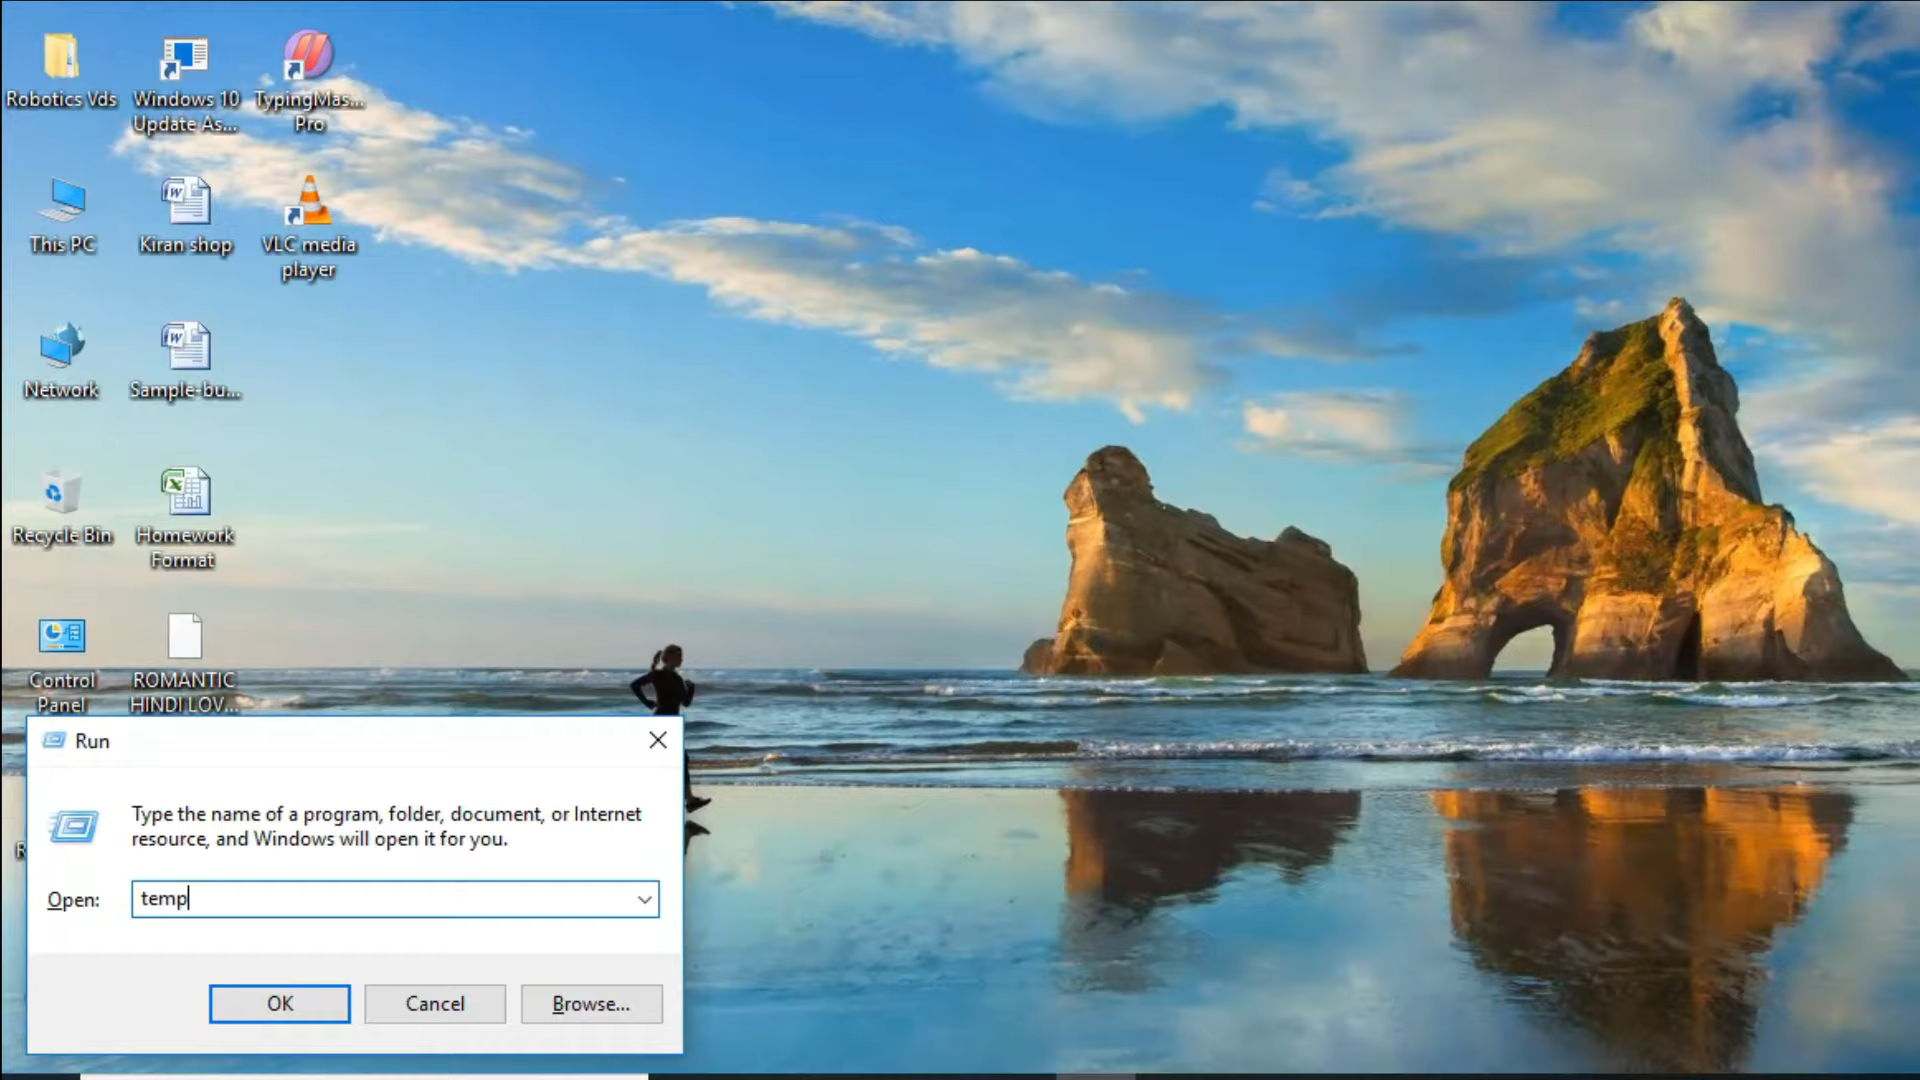 Robotics Vds
Windows 10
Update As...
TypingMas...
Pro
This PC
Kiran shop
VLC media
player
Network
Sample-bu...
Recycle Bin
Homework
Format
Control
Panel
ROMANTIC
HINDI LOV...
Run
Type the name of a program, folder, document, or Internet
resource, and Windows will open it for you.
Open:
temp
OK
Cancel
Browse...